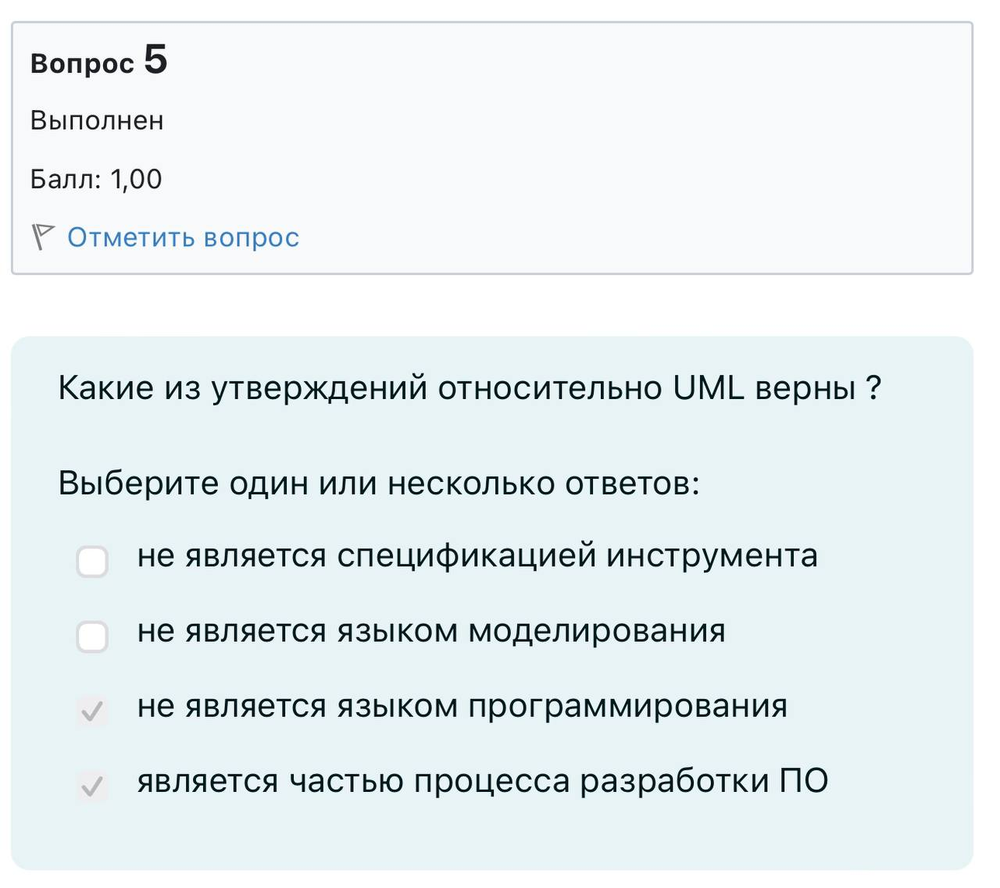 Вопрос 5
Выполнен
Балл: 1,00
Отметить вопрос
Какие из утверждений относительно UML верны ?
Выберите один или несколько ответов:
не является спецификацией инструмента
не является языком моделирования
не является языком программирования
является частью процесса разработки ПО